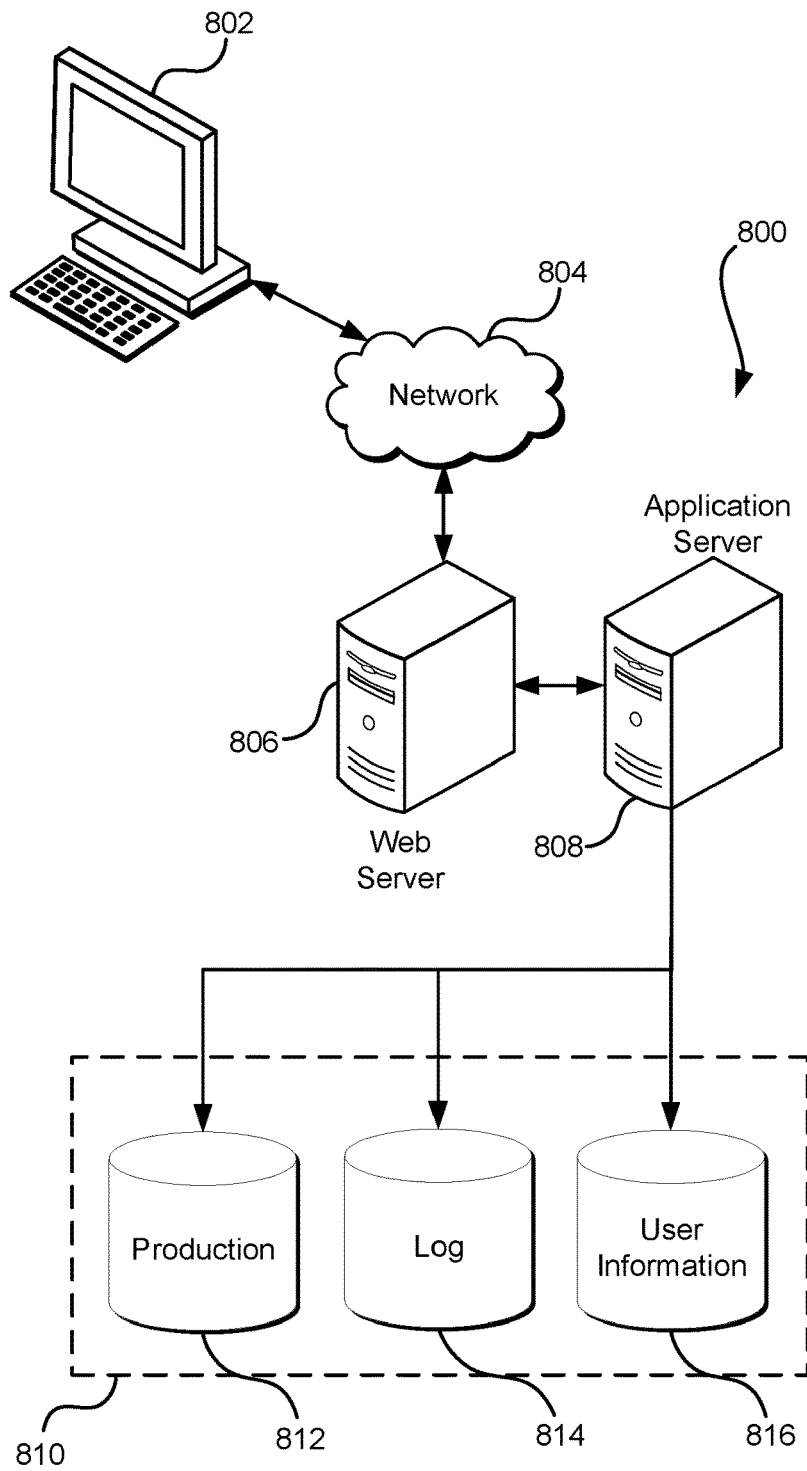 802
800
804
Network
Application
Server
806
Web
Server
808
Production
Log
User
Information
810
812
814
816